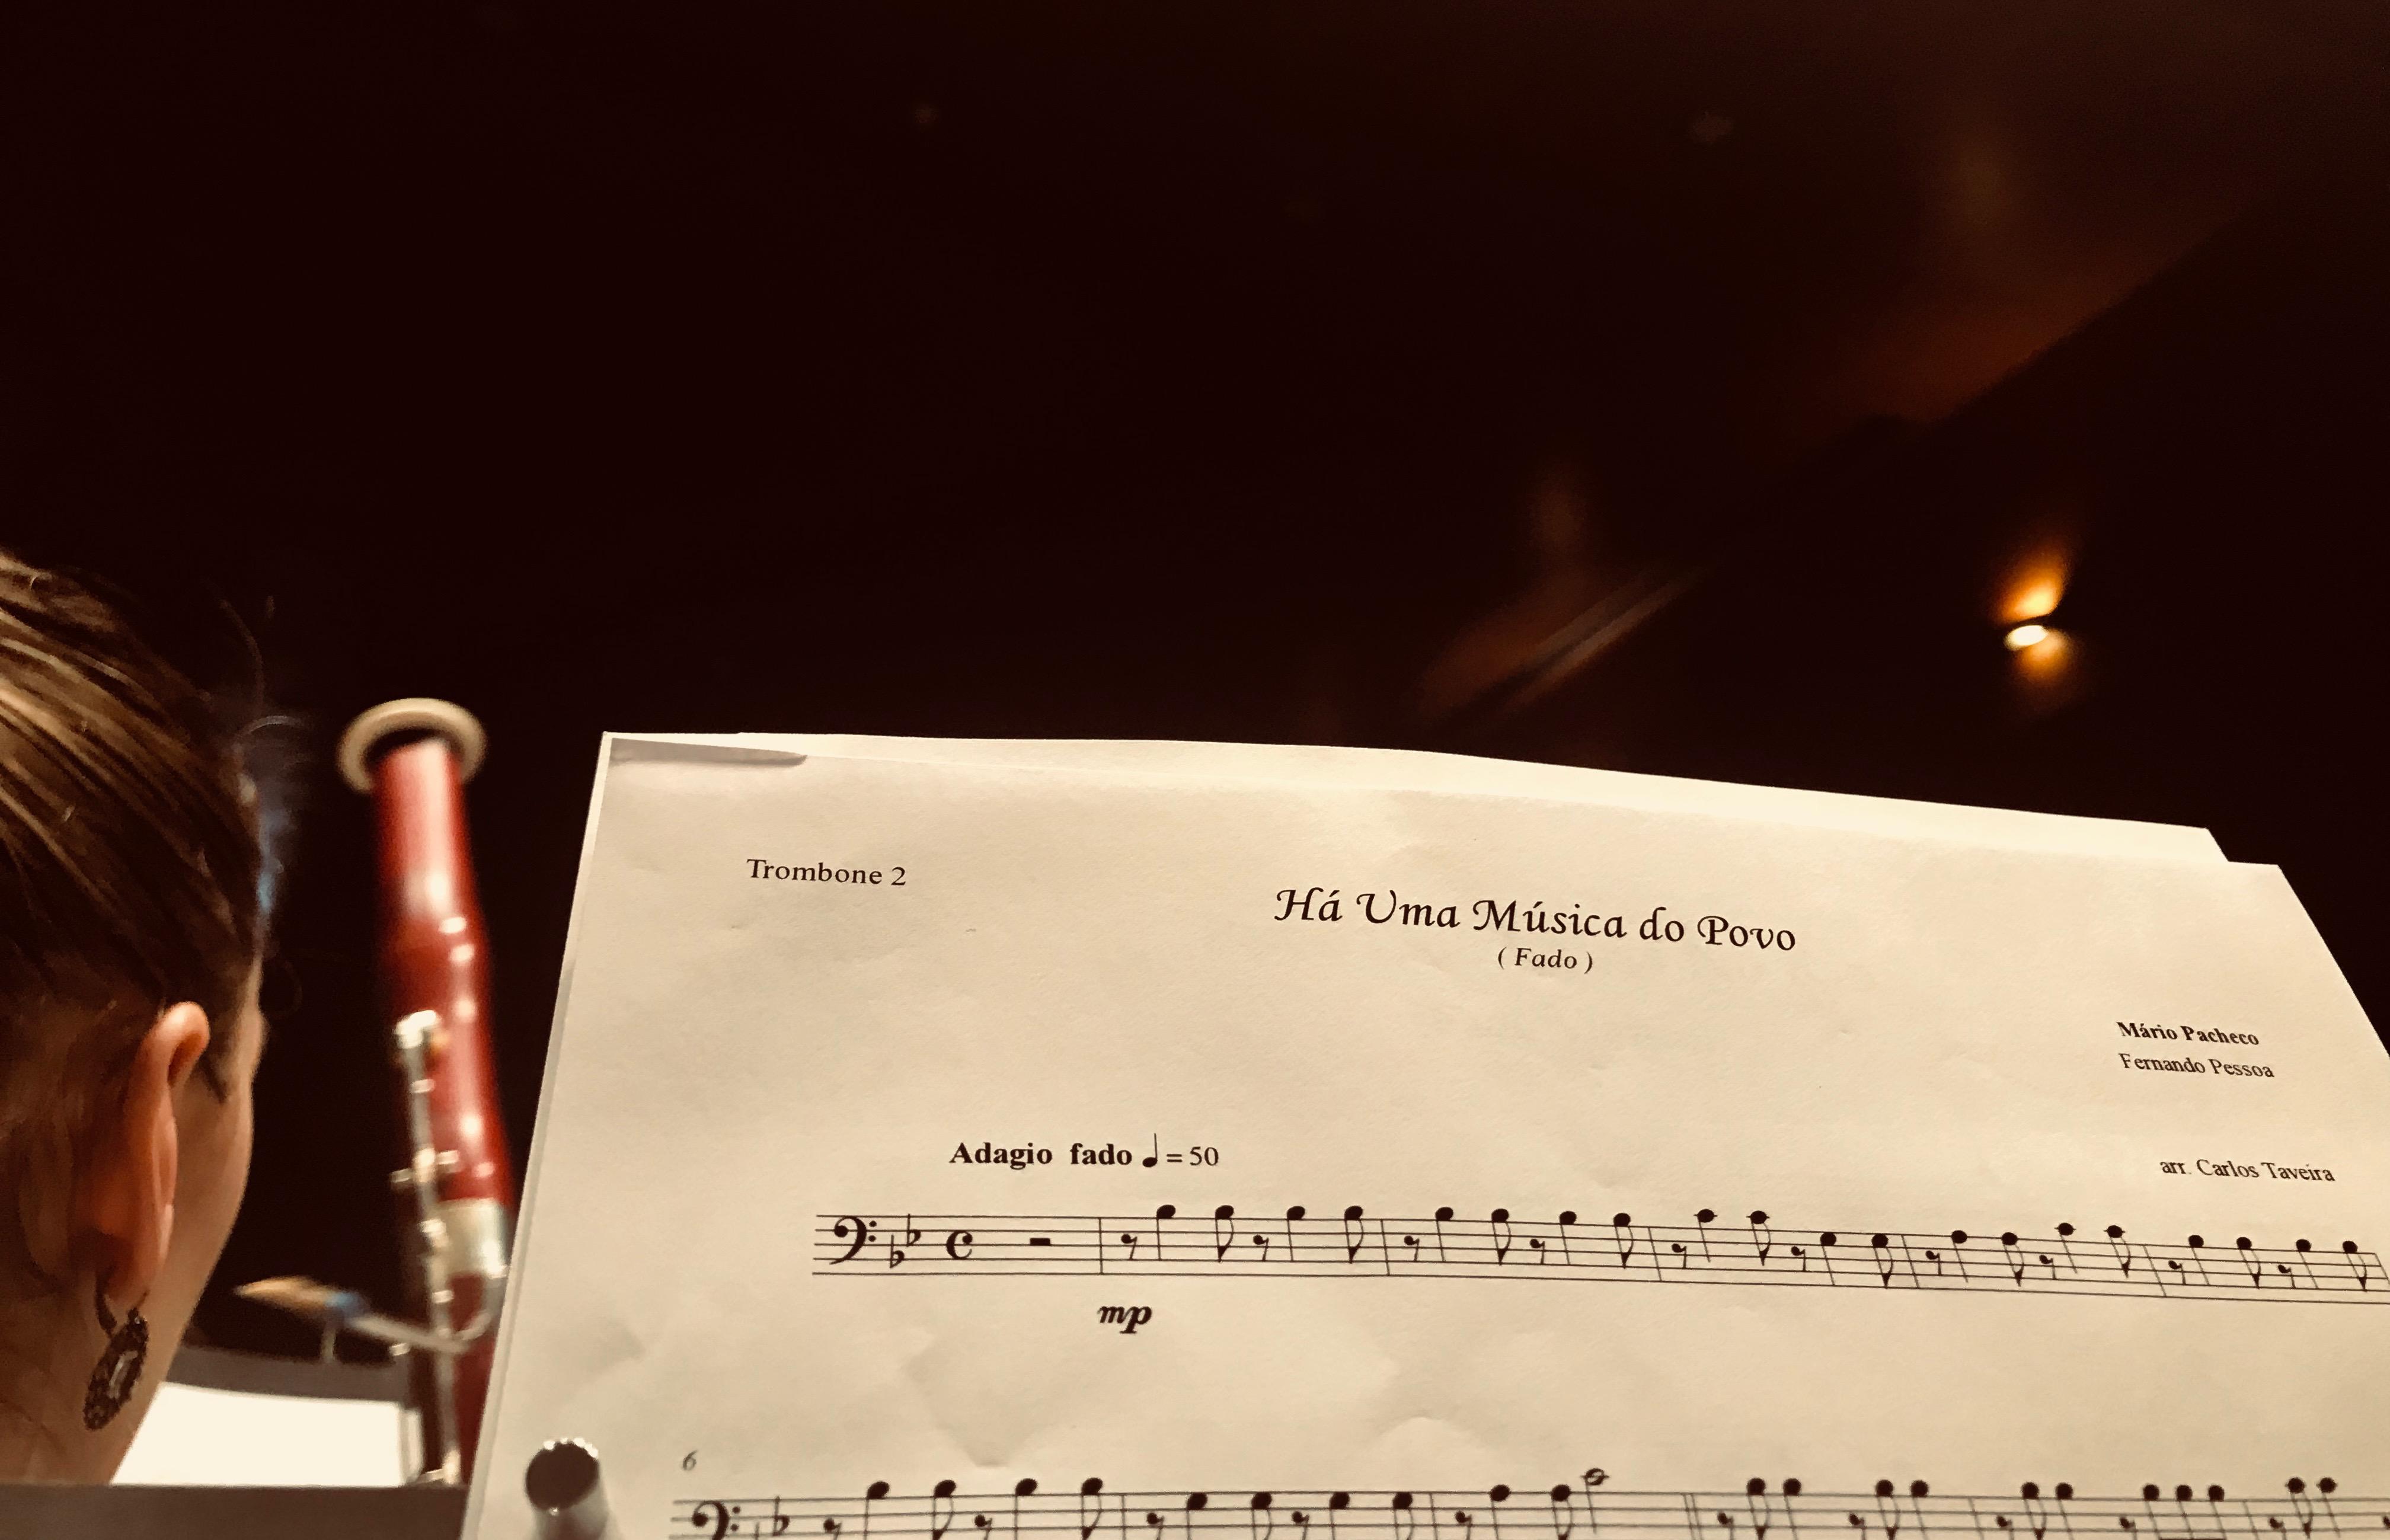 Trombone 2
Há Uma Música do Povo
( Fado )
Mário Pacheco
Fernando Pessoa
Adagio fado ♩ = 50
arr. Carlos Taveira
mp
6